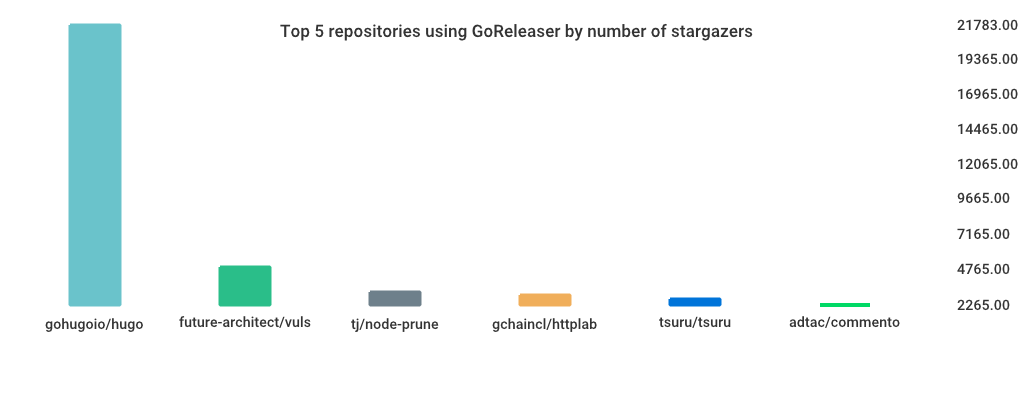 Top 5 repositories using GoReleaser by number of stargazers
21783.00
19365.00
16965.00
14465.00
12065.00
9665.00
7165.00
4765.00
2265.00
gohugoio/hugo
future-architect/vuls
tj/node-prune
gchaincl/httplab
tsuru/tsuru
adtac/commento